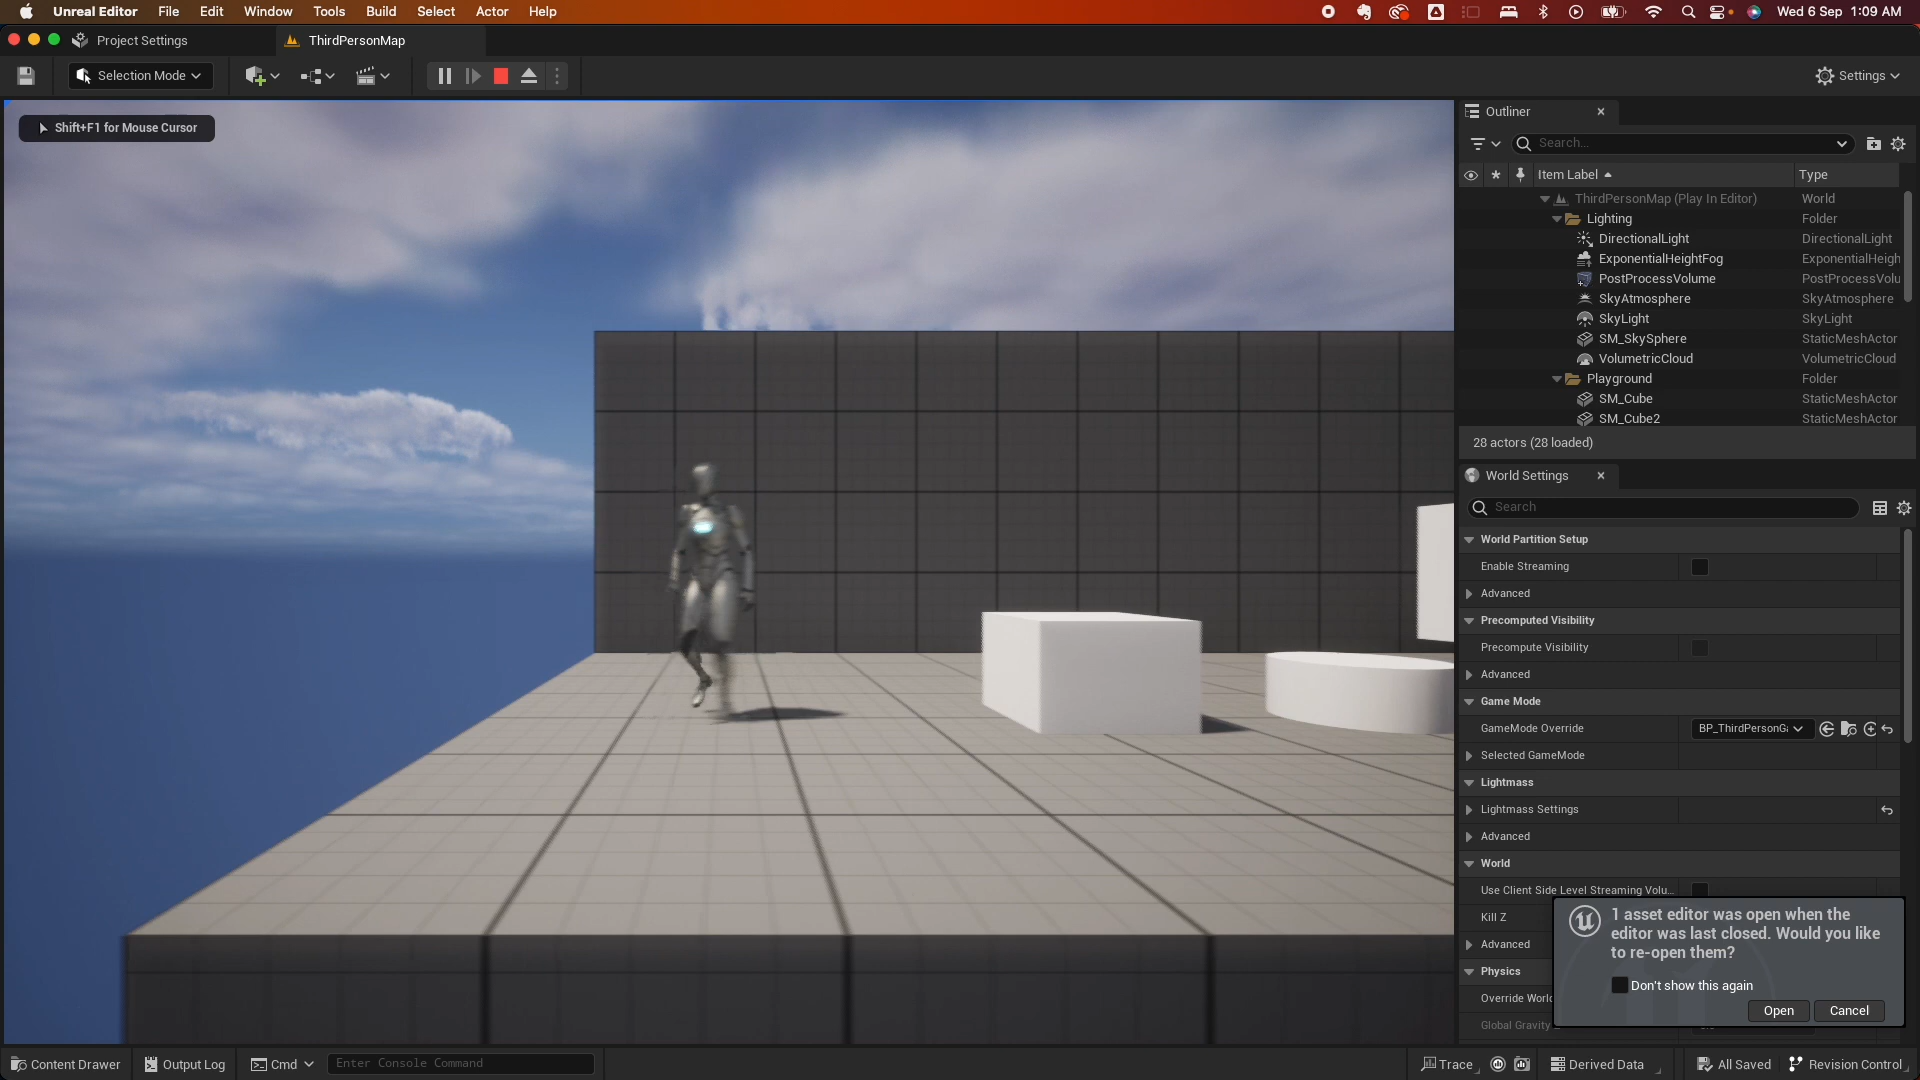 Unreal Editor File Edit Window Tools Build Select Actor Help Wed 6 Sep 1:09 AM
Project Settings ThirdPersonMap
Selection Mode Settings
Shift+F1 for Mouse Cursor
Outliner
Search...
Item Label Type
ThirdPersonMap (Play In Editor) World
Lighting Folder
DirectionalLight DirectionalLight
ExponentialHeightFog ExponentialHeigh
PostProcessVolume PostProcessVolu
SkyAtmosphere SkyAtmosphere
SkyLight SkyLight
SM_SkySphere StaticMeshActor
VolumetricCloud VolumetricCloud
Playground Folder
SM_Cube StaticMeshActor
SM_Cube2 StaticMeshActor
28 actors (28 loaded)
World Settings
Search
World Partition Setup
Enable Streaming
Advanced
Precomputed Visibility
Precompute Visibility
Advanced
Game Mode
GameMode Override BP_ThirdPersonGa
Selected GameMode
Lightmass
Lightmass Settings
Advanced
World
Use Client Side Level Streaming Volu...
Kill Z
Advanced
Physics
Override World
Global Gravity
1 asset editor was open when the
editor was last closed. Would you like
to re-open them?
Don't show this again
Open Cancel
Content Drawer Output Log Cmd Enter Console Command Trace Derived Data All Saved Revision Control